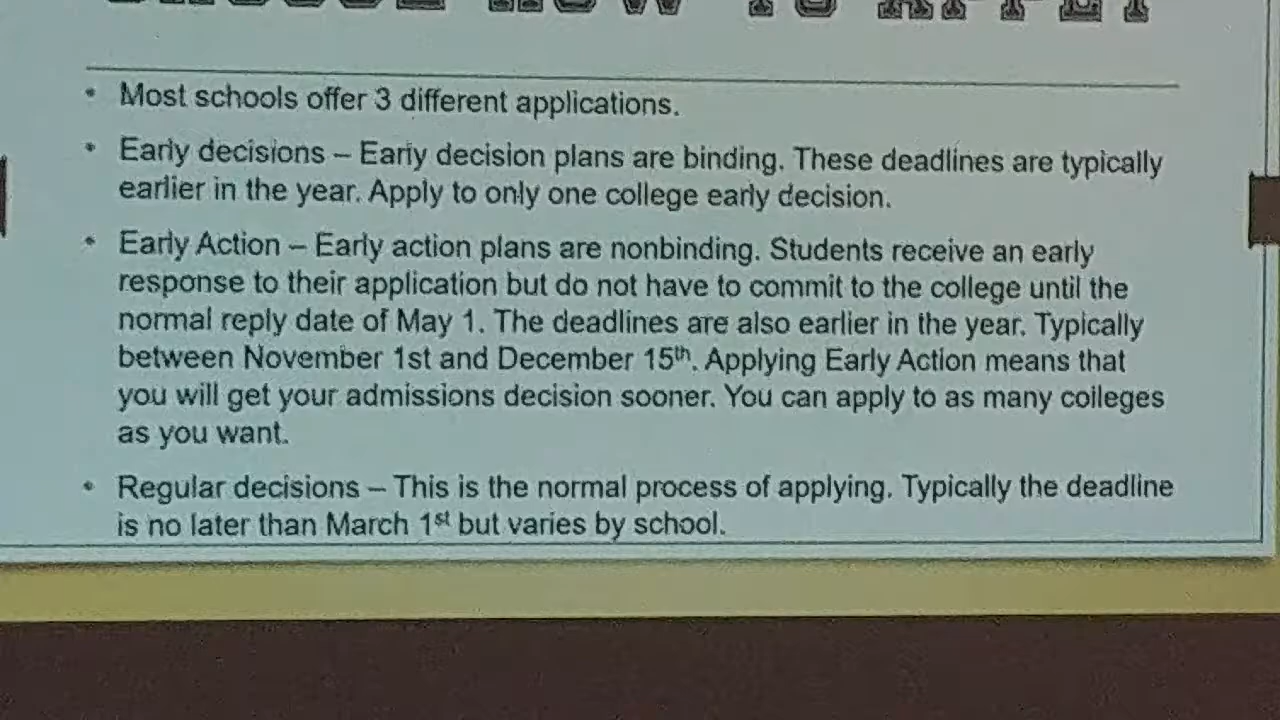 CHOOSE HOW TO APPLY
• Most schools offer 3 different applications.
• Early decisions – Early decision plans are binding. These deadlines are typically
earlier in the year. Apply to only one college early decision.
• Early Action – Early action plans are nonbinding. Students receive an early
response to their application but do not have to commit to the college until the
normal reply date of May 1. The deadlines are also earlier in the year. Typically
between November 1st and December 15th. Applying Early Action means that
you will get your admissions decision sooner. You can apply to as many colleges
as you want.
• Regular decisions – This is the normal process of applying. Typically the deadline
is no later than March 1st but varies by school.